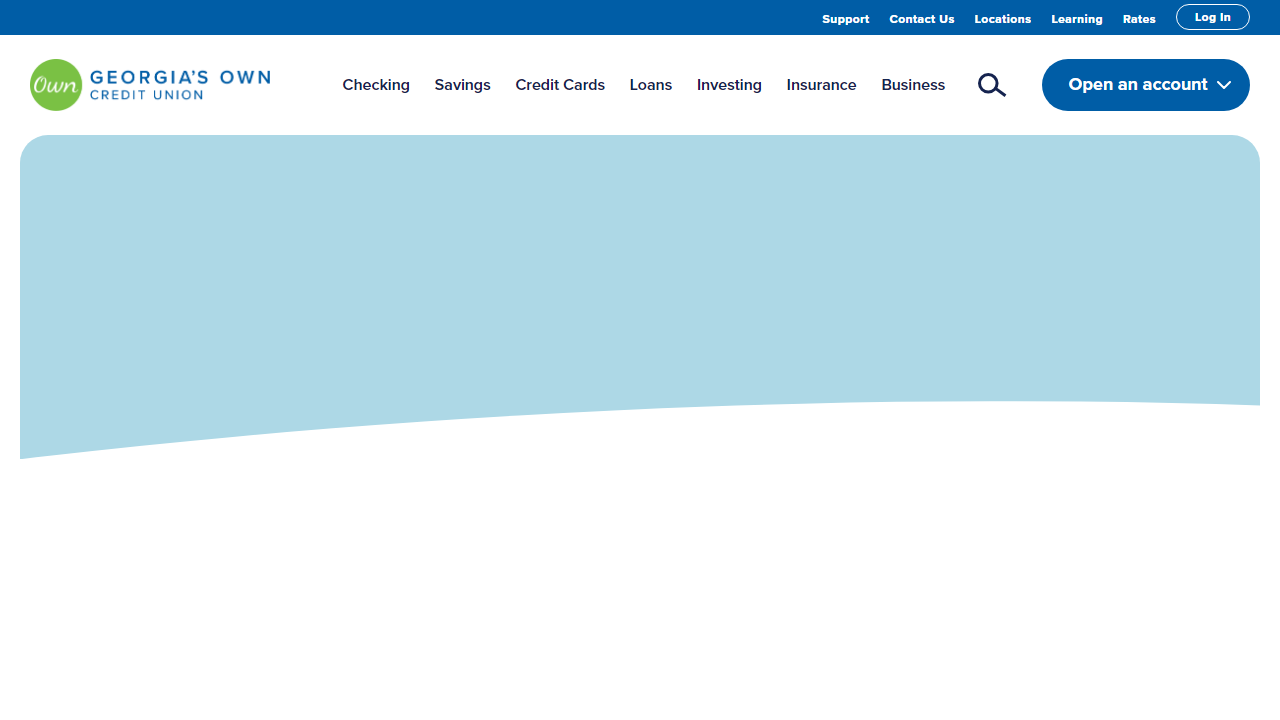 Support Contact Us Locations Learning Rates Log In
Own GEORGIA'S OWN
CREDIT UNION
Checking Savings Credit Cards Loans Investing Insurance Business Open an account